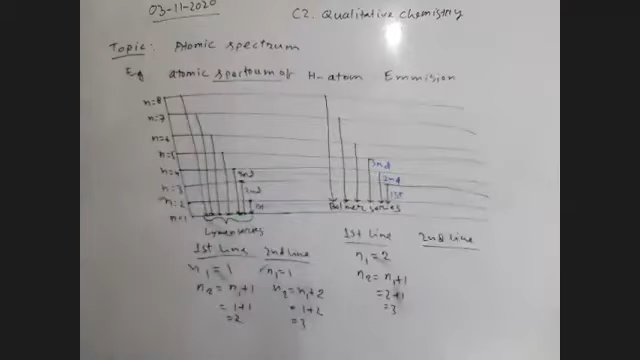 03-11-2020
C2. Qualitative chemistry
Topic: Atomic spectrum
Eg atomic spectrum of H-atom Emmision
n=8
n=7
n=6
n=5
n=4
n=3
n=2
n=1
3rd
2nd
1st
Lyman series
3rd
2nd
1st
Balmer series
1st Line
n1 = 1
n2 = n1+1
= 1+1
= 2
2nd Line
n1 = 1
n2 = n1+2
= 1+2
= 3
1st Line
n1 = 2
n2 = n1+1
= 2+1
= 3
2nd Line